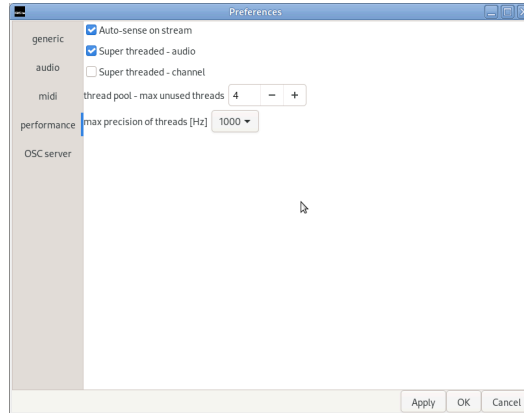 Preferences
generic
audio
midi
performance
OSC server
Auto-sense on stream
Super threaded - audio
Super threaded - channel
thread pool - max unused threads 4 − +
max precision of threads [Hz] 1000
Apply OK Cancel